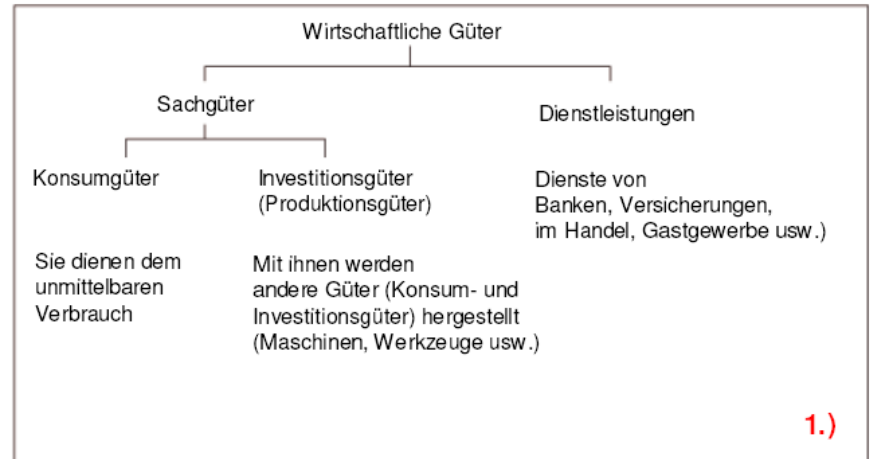 Wirtschaftliche Güter
Sachgüter
Dienstleistungen
Konsumgüter
Investitionsgüter
(Produktionsgüter)
Dienste von
Banken, Versicherungen,
im Handel, Gastgewerbe usw.)
Sie dienen dem
unmittelbaren
Verbrauch
Mit ihnen werden
andere Güter (Konsum- und
Investitionsgüter) hergestellt
(Maschinen, Werkzeuge usw.)
1.)